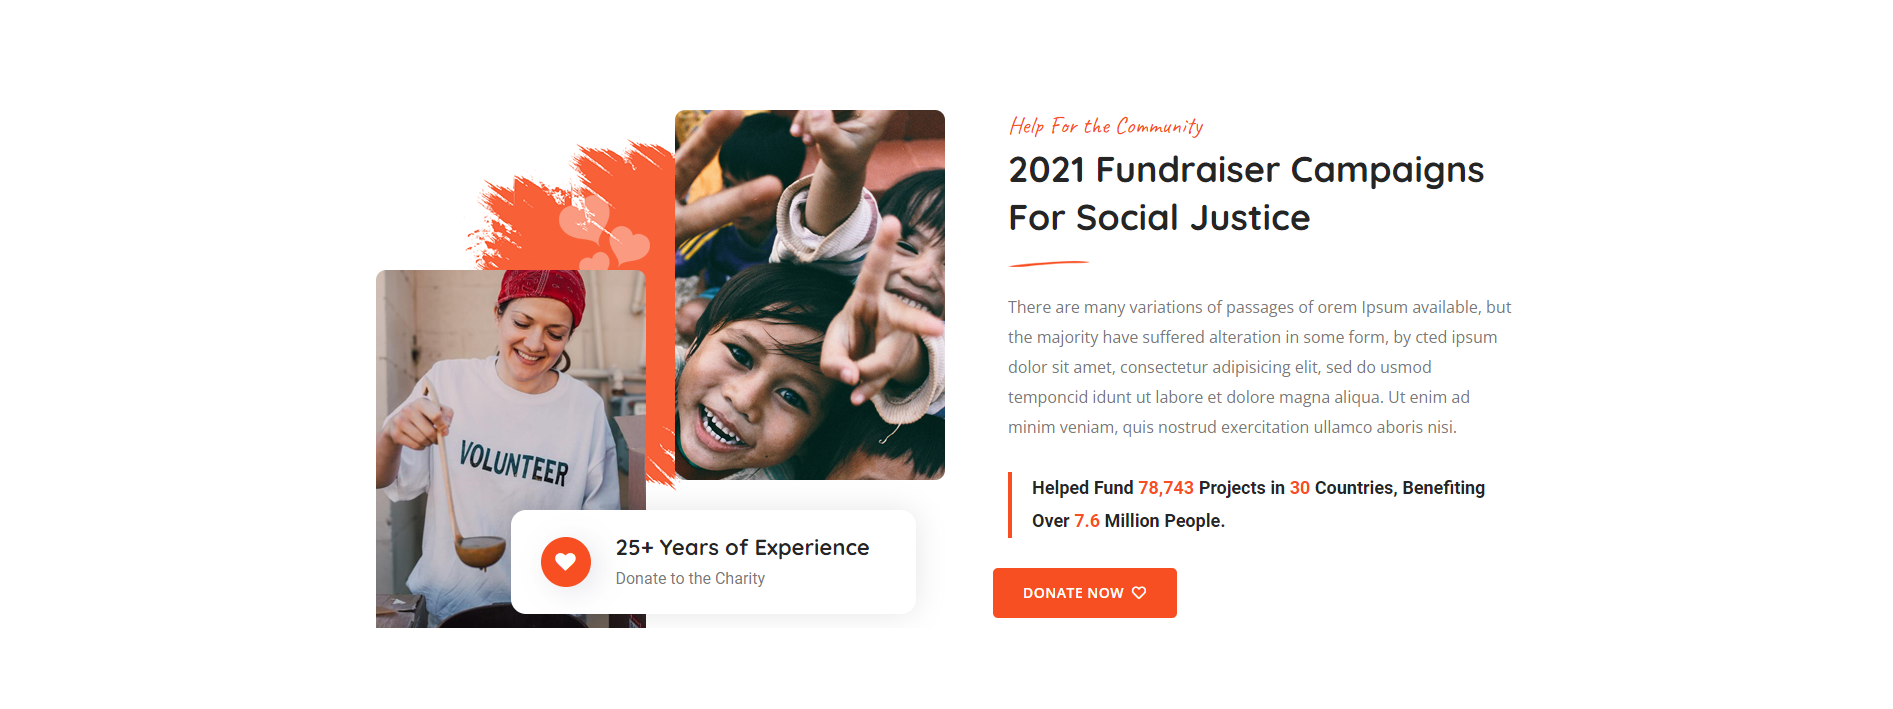 Help For the Community
2021 Fundraiser Campaigns
For Social Justice
There are many variations of passages of orem Ipsum available, but
the majority have suffered alteration in some form, by cted ipsum
dolor sit amet, consectetur adipisicing elit, sed do usmod
temporcid idunt ut labore et dolore magna aliqua. Ut enim ad
minim veniam, quis nostrud exercitation ullamco aboris nisi.
Helped Fund 78,743 Projects in 30 Countries, Benefiting
Over 7.6 Million People.
DONATE NOW
VOLUNTEER
25+ Years of Experience
Donate to the Charity